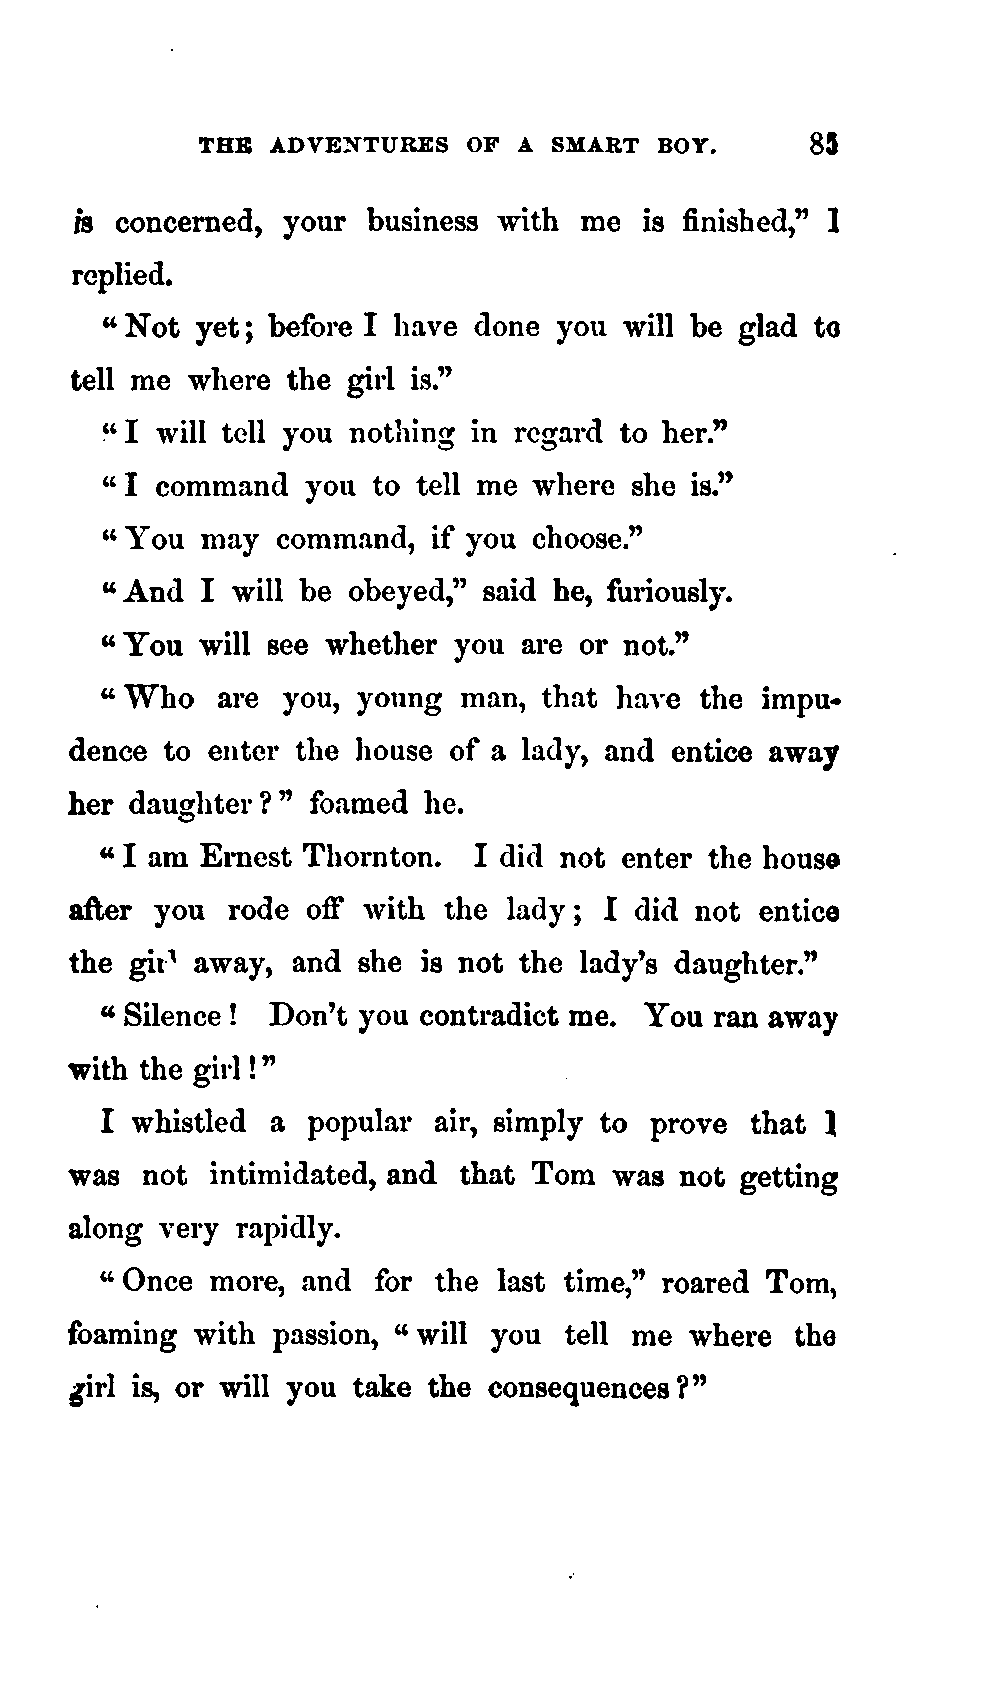 THE ADVENTURES OF A SMART BOY. 85
is concerned, your business with me is finished,” I
replied.
“Not yet; before I have done you will be glad to
tell me where the girl is.”
“I will tell you nothing in regard to her.”
“I command you to tell me where she is.”
“You may command, if you choose.”
“And I will be obeyed,” said he, furiously.
“You will see whether you are or not.”
“Who are you, young man, that have the impu-
dence to enter the house of a lady, and entice away
her daughter?” foamed he.
“I am Ernest Thornton. I did not enter the house
after you rode off with the lady; I did not entice
the girl away, and she is not the lady’s daughter.”
“Silence! Don’t you contradict me. You ran away
with the girl!”
I whistled a popular air, simply to prove that I
was not intimidated, and that Tom was not getting
along very rapidly.
“Once more, and for the last time,” roared Tom,
foaming with passion, “will you tell me where the
girl is, or will you take the consequences?”